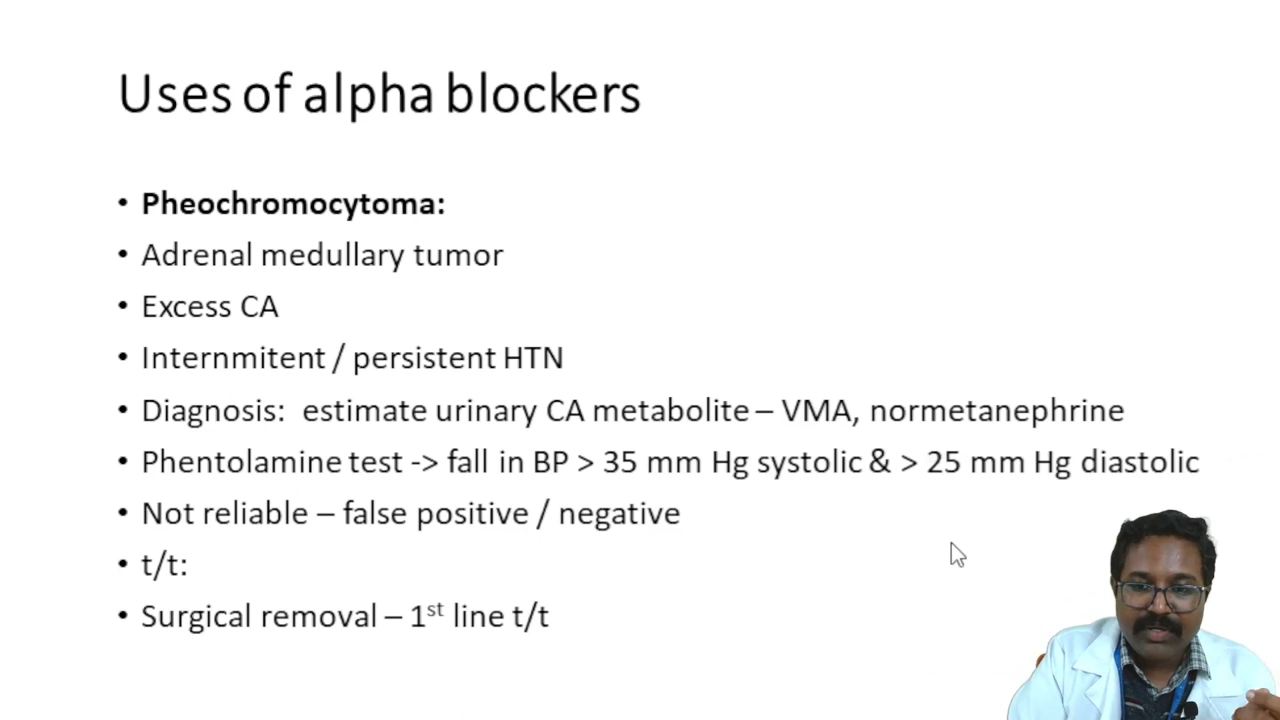 Uses of alpha blockers
• Pheochromocytoma:
• Adrenal medullary tumor
• Excess CA
• Internmitent / persistent HTN
• Diagnosis: estimate urinary CA metabolite – VMA, normetanephrine
• Phentolamine test -> fall in BP > 35 mm Hg systolic & > 25 mm Hg diastolic
• Not reliable – false positive / negative
• t/t:
• Surgical removal – 1st line t/t